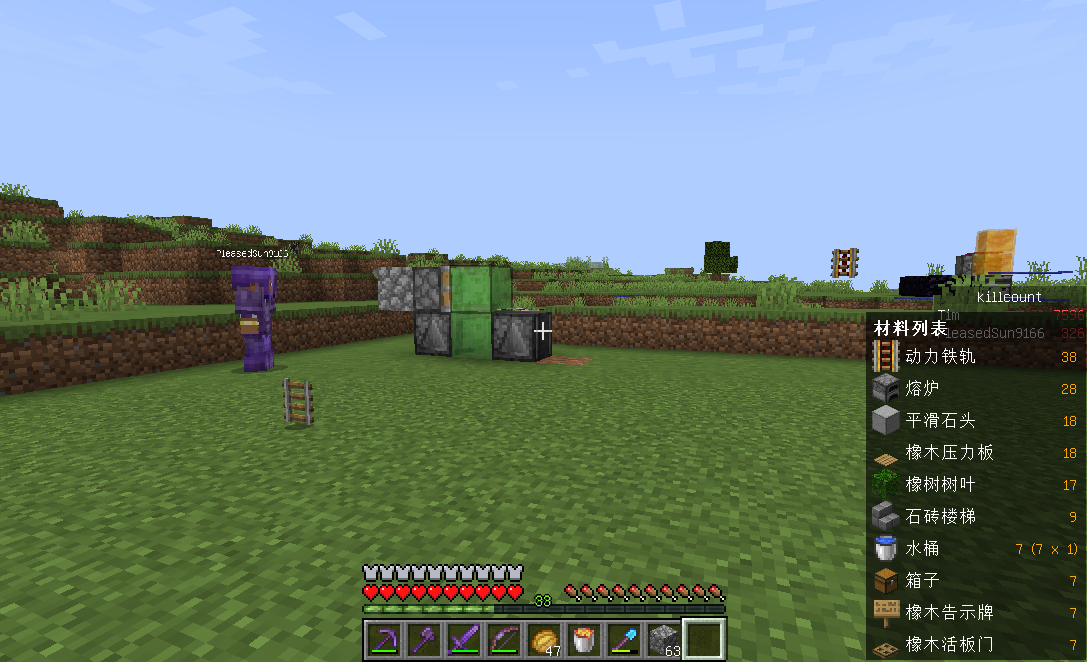 PleasedSun9166
killcount
Tim 7596
PleasedSun9166 326
材料列表
动力铁轨 38
熔炉 28
平滑石头 18
橡木压力板 18
橡树树叶 17
石砖楼梯 9
水桶 7 (7 x 1)
箱子 7
橡木告示牌 7
橡木活板门 7
33
47
63